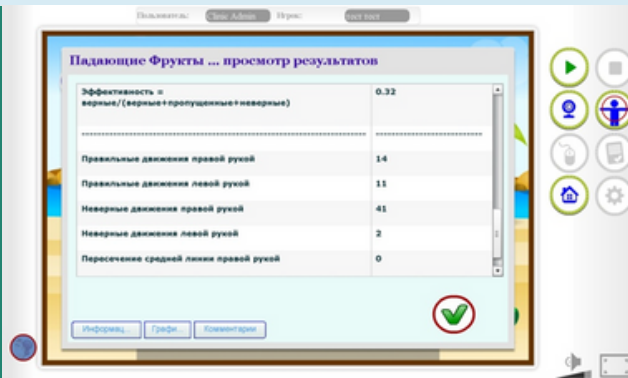 Пользователь: Clinic Admin Игрок: тест тест
Падающие Фрукты ... просмотр результатов
Эффективность = 0.32
верные/(верные+пропущенные+неверные)
Правильные движения правой рукой 14
Правильные движения левой рукой 11
Неверные движения правой рукой 41
Неверные движения левой рукой 2
Пересечение средней линии правой рукой 0
Информац... Графи... Комментарии